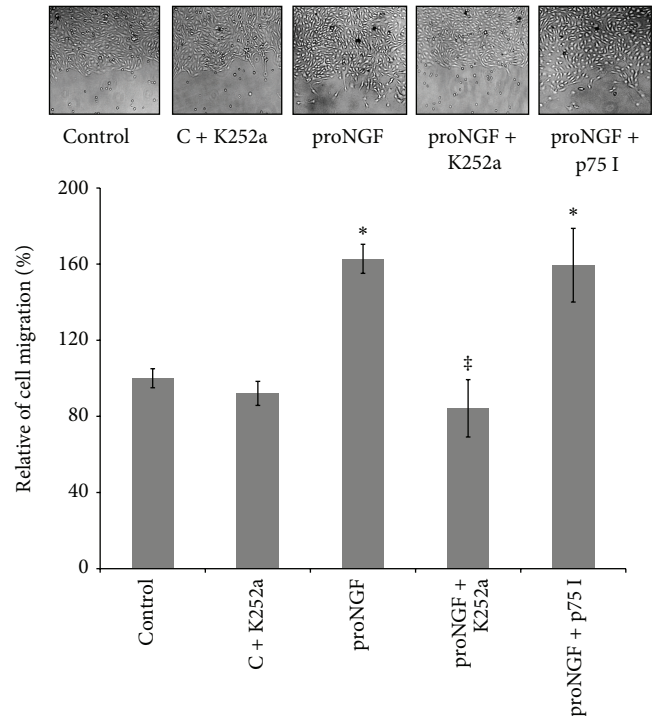 Control
C + K252a
proNGF
proNGF +
K252a
proNGF +
p75 I
Relative of cell migration (%)
200
160
120
80
40
0
*
‡
*
Control
C + K252a
proNGF
proNGF +
K252a
proNGF + p75 I